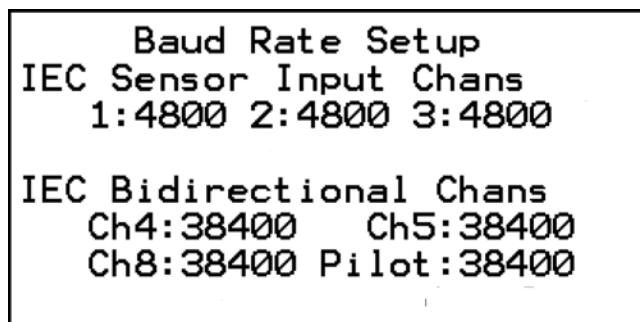 Baud Rate Setup
IEC Sensor Input Chans
1:4800 2:4800 3:4800
IEC Bidirectional Chans
Ch4:38400 Ch5:38400
Ch8:38400 Pilot:38400